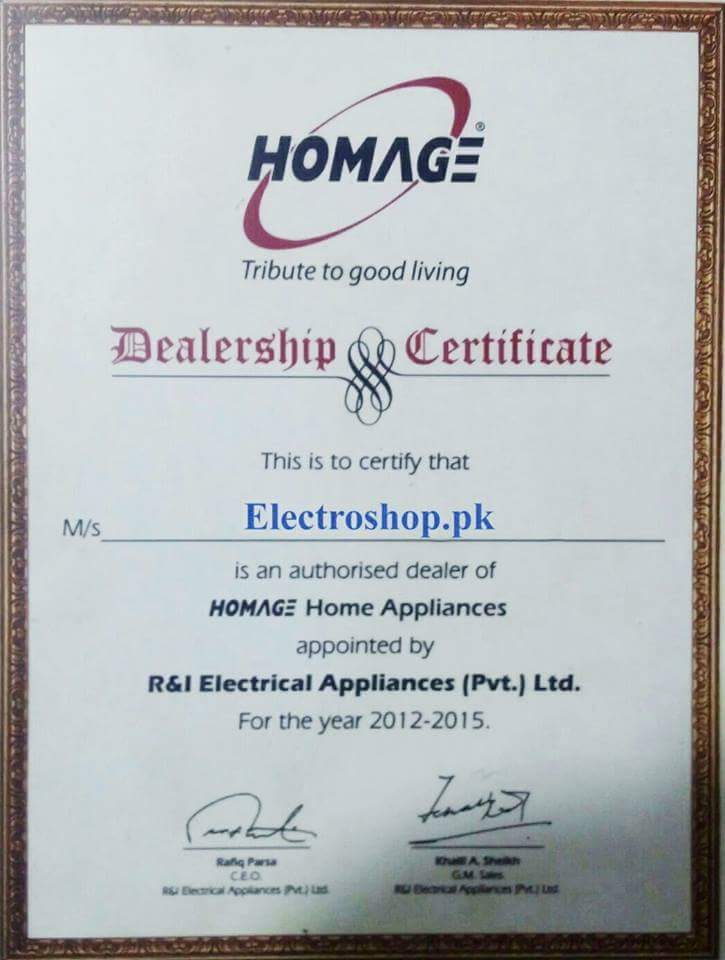 HOMAGE®
Tribute to good living
Dealership Certificate
This is to certify that
M/s Electroshop.pk
is an authorised dealer of
HOMAGE Home Appliances
appointed by
R&I Electrical Appliances (Pvt.) Ltd.
For the year 2012-2015.
Rafiq Parsa
C.E.O.
R&I Electrical Appliances (Pvt.) Ltd.
Khalil A. Sheikh
G.M. Sales
R&I Electrical Appliances (Pvt.) Ltd.